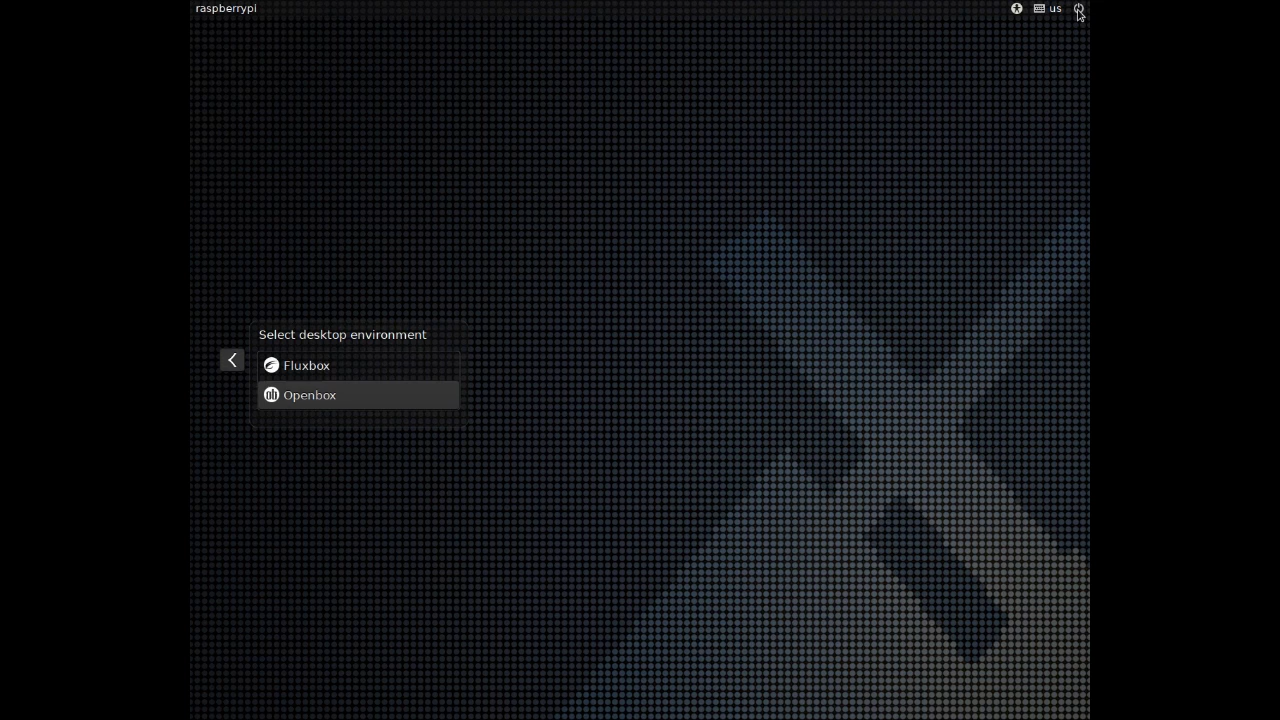 raspberrypi
us
Select desktop environment
Fluxbox
Openbox